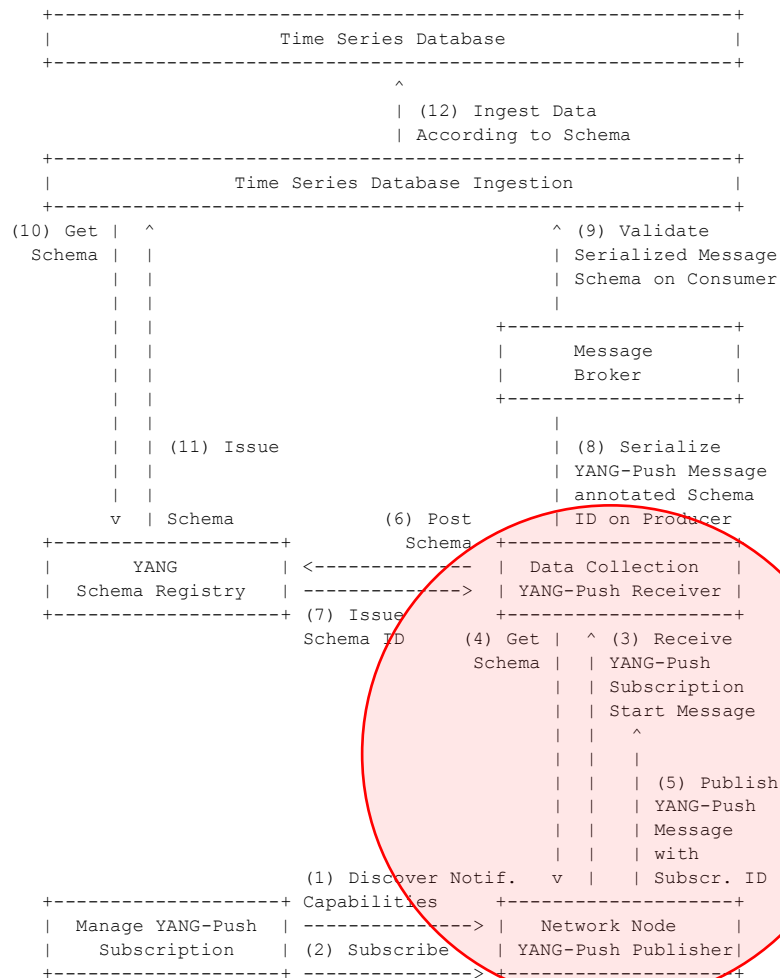 +-----------------------------------------------------------------+
| Time Series Database |
+-----------------------------------------------------------------+
^
| (12) Ingest Data
| According to Schema
+-----------------------------------------------------------------+
| Time Series Database Ingestion |
+-----------------------------------------------------------------+
(10) Get | ^ ^ (9) Validate
Schema | | | Serialized Message
| | | Schema on Consumer
| | |
| | +---------------------+
| | | Message |
| | | Broker |
| | +---------------------+
| | |
| | (11) Issue | (8) Serialize
| | | YANG-Push Message
| | | annotated Schema
v | Schema (6) Post | ID on Producer
+----------------------+ Schema +---------------------+
| YANG | <-------------- | Data Collection |
| Schema Registry | ---------------> | YANG-Push Receiver |
+----------------------+ (7) Issue +---------------------+
Schema ID (4) Get | ^ (3) Receive
Schema | | YANG-Push
| | Subscription
| | Start Message
| | ^
| | |
| | | (5) Publish
| | | YANG-Push
| | | Message
| | | with
(1) Discover Notif. v | | Subscr. ID
+----------------------+ Capabilities +---------------------+
| Manage YANG-Push | ---------------> | Network Node |
| Subscription | (2) Subscribe | YANG-Push Publisher|
+----------------------+ ---------------> +---------------------+